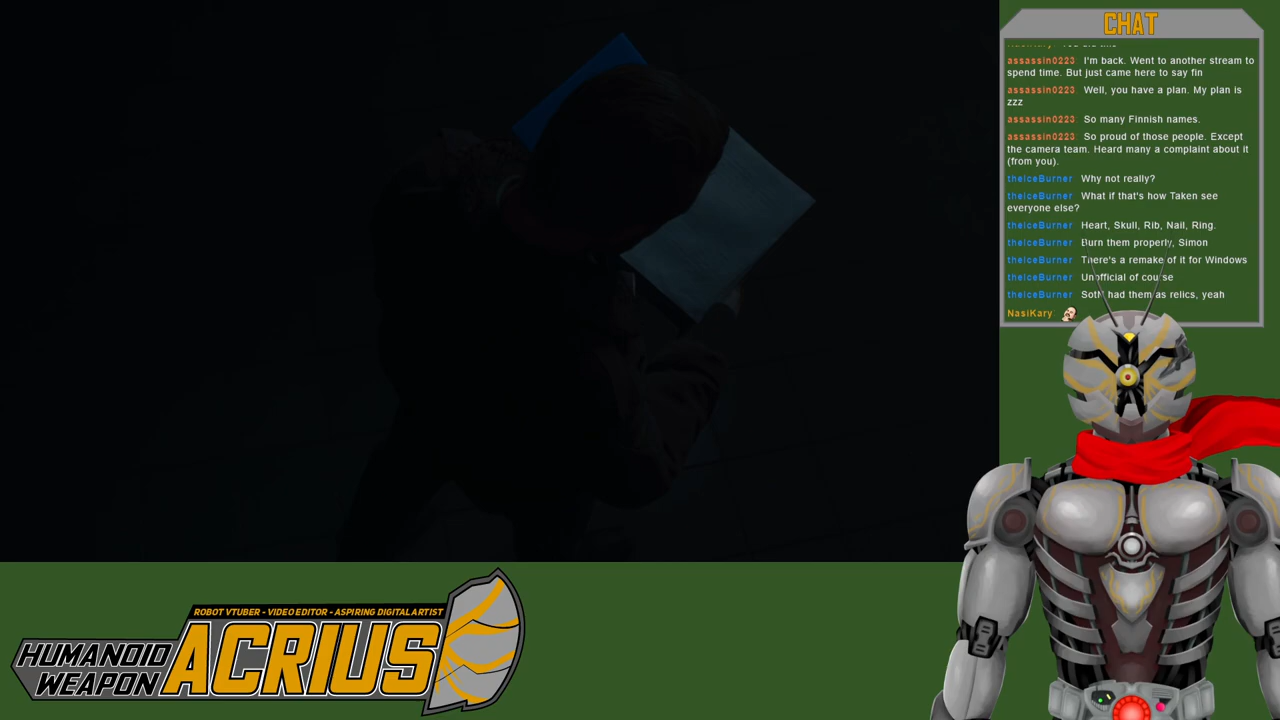 CHAT
assassin0223 I'm back. Went to another stream to
spend time. But just came here to say fin
assassin0223 Well, you have a plan. My plan is
zzz
assassin0223 So many Finnish names.
assassin0223 So proud of those people. Except
the camera team. Heard many a complaint about it
(from you).
theIceBurner Why not really?
theIceBurner What if that's how Taken see
everyone else?
theIceBurner Heart, Skull, Rib, Nail, Ring.
theIceBurner Burn them properly, Simon
theIceBurner There's a remake of it for Windows
theIceBurner Unofficial of course
theIceBurner SotN had them as relics, yeah
NasiKary
ROBOT VTUBER - VIDEO EDITOR - ASPIRING DIGITAL ARTIST
HUMANOID
WEAPON
ACRIUS